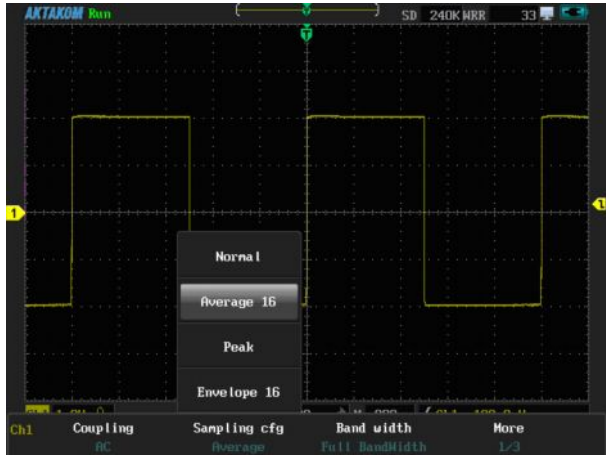 AKTAKOM Run SD 240K WRR 33
T
1
Normal
Average 16
Peak
Envelope 16
Ch1 Coupling Sampling cfg Band width More
AC Average Full BandWidth 1/3